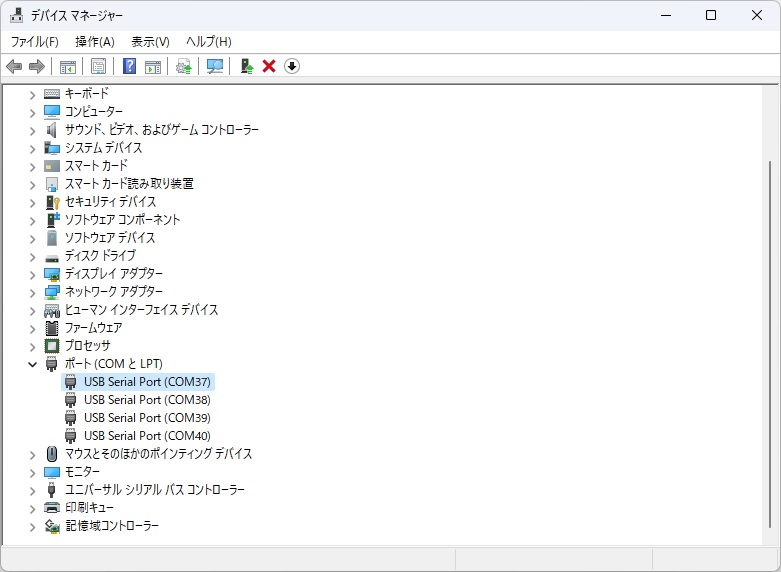 デバイス マネージャー
ファイル(F) 操作(A) 表示(V) ヘルプ(H)
キーボード
コンピューター
サウンド、ビデオ、およびゲーム コントローラー
システム デバイス
スマート カード
スマート カード読み取り装置
セキュリティ デバイス
ソフトウェア コンポーネント
ソフトウェア デバイス
ディスク ドライブ
ディスプレイ アダプター
ネットワーク アダプター
ヒューマン インターフェイス デバイス
ファームウェア
プロセッサ
ポート (COM と LPT)
USB Serial Port (COM37)
USB Serial Port (COM38)
USB Serial Port (COM39)
USB Serial Port (COM40)
マウスとそのほかのポインティング デバイス
モニター
ユニバーサル シリアル バス コントローラー
印刷キュー
記憶域コントローラー